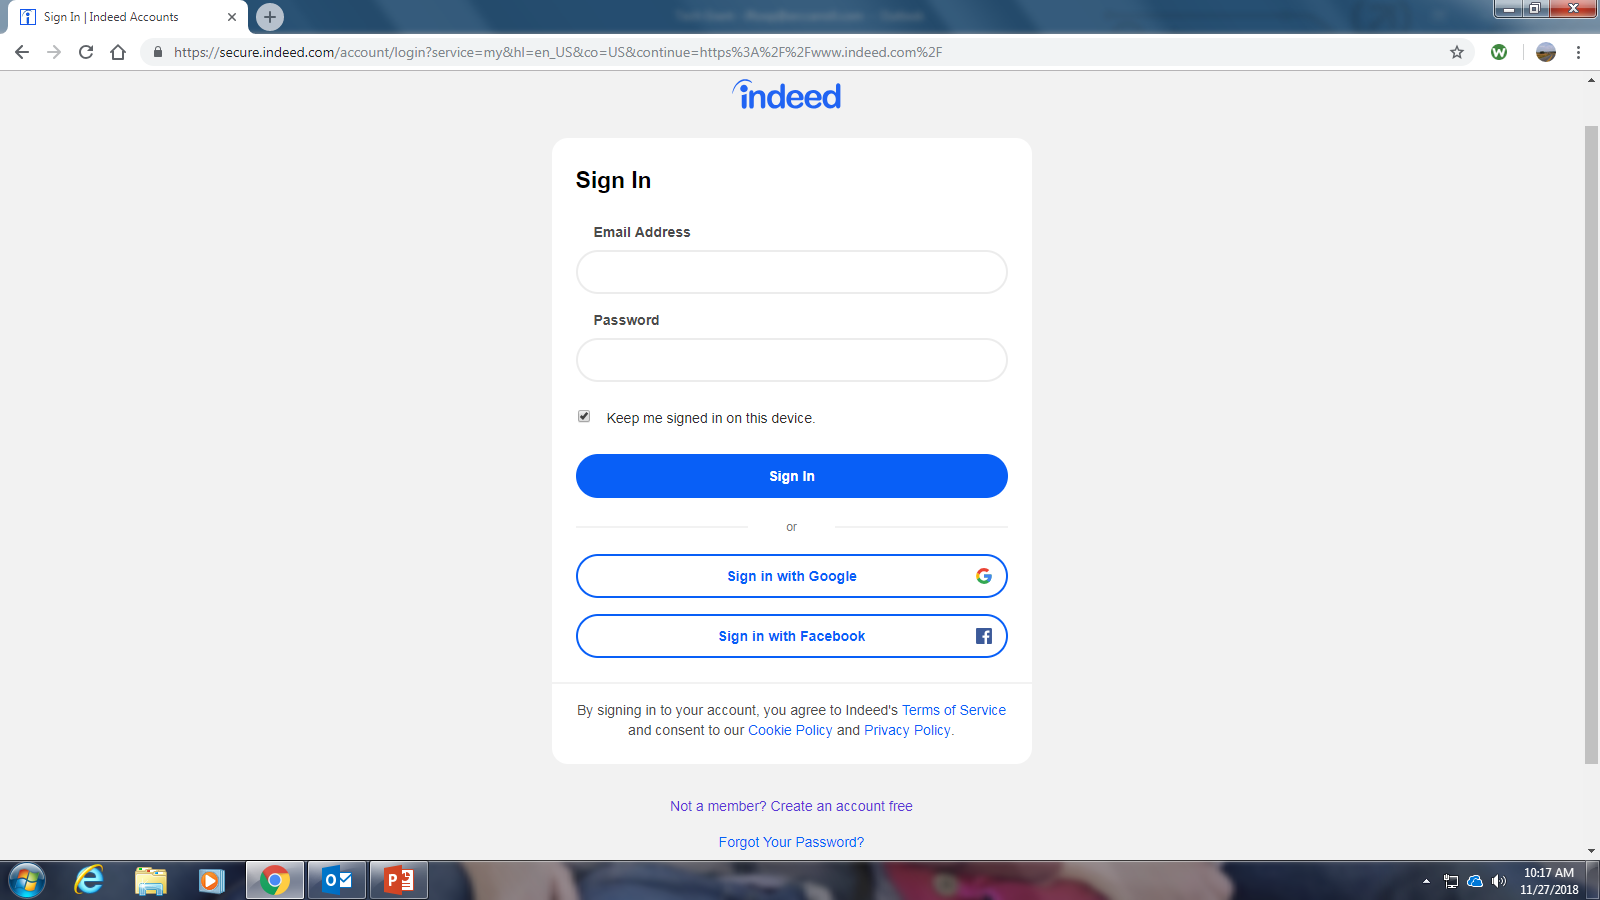 Sign In | Indeed Accounts
https://secure.indeed.com/account/login?service=my&hl=en_US&co=US&continue=https%3A%2F%2Fwww.indeed.com%2F
W
indeed
Sign In
Email Address
Password
Keep me signed in on this device.
Sign In
or
Sign in with Google
Sign in with Facebook
By signing in to your account, you agree to Indeed's Terms of Service
and consent to our Cookie Policy and Privacy Policy.
Not a member? Create an account free
Forgot Your Password?
10:17 AM
11/27/2018